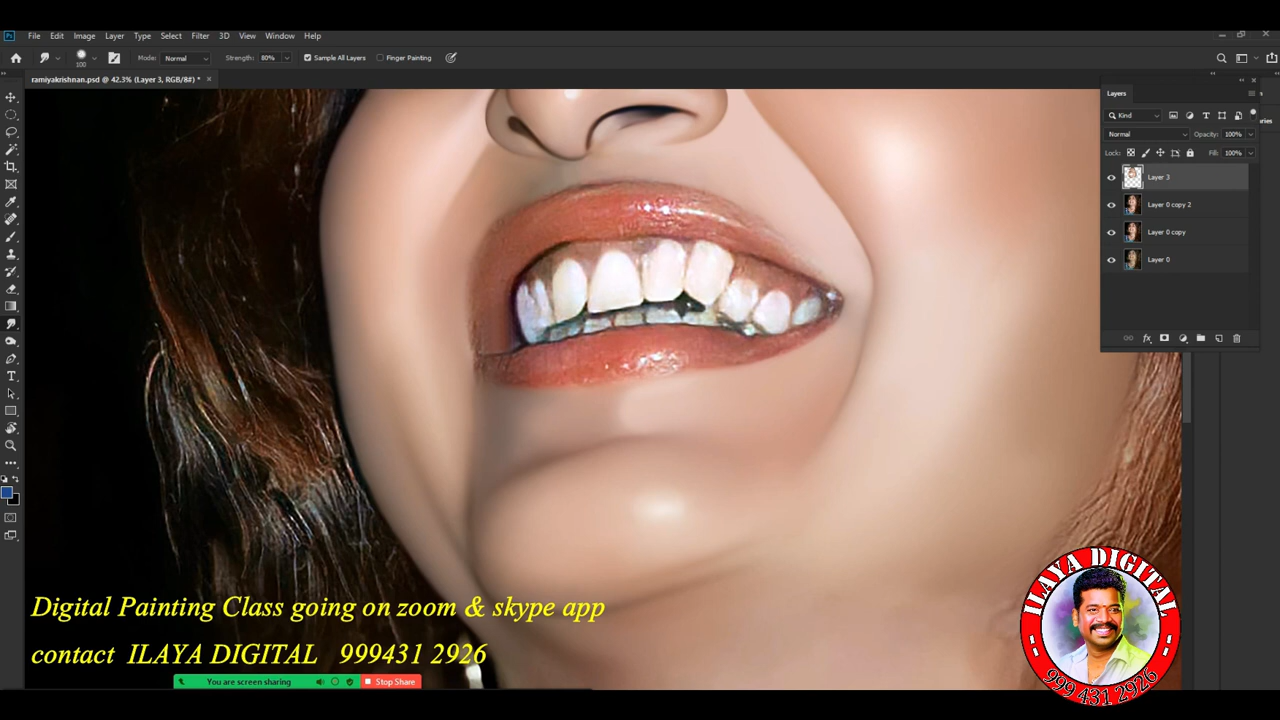 Ps File Edit Image Layer Type Select Filter 3D View Window Help
100 Mode: Normal Strength: 80% Sample All Layers Finger Painting
ramiyakrishnan.psd @ 42.3% (Layer 3, RGB/8#) * ×
Layers
Kind
Normal Opacity: 100%
Lock: Fill: 100%
Layer 3
Layer 0 copy 2
Layer 0 copy
Layer 0
Digital Painting Class going on zoom & skype app
contact ILAYA DIGITAL 999431 2926
You are screen sharing Stop Share
ILAYA DIGITAL
999 431 2926